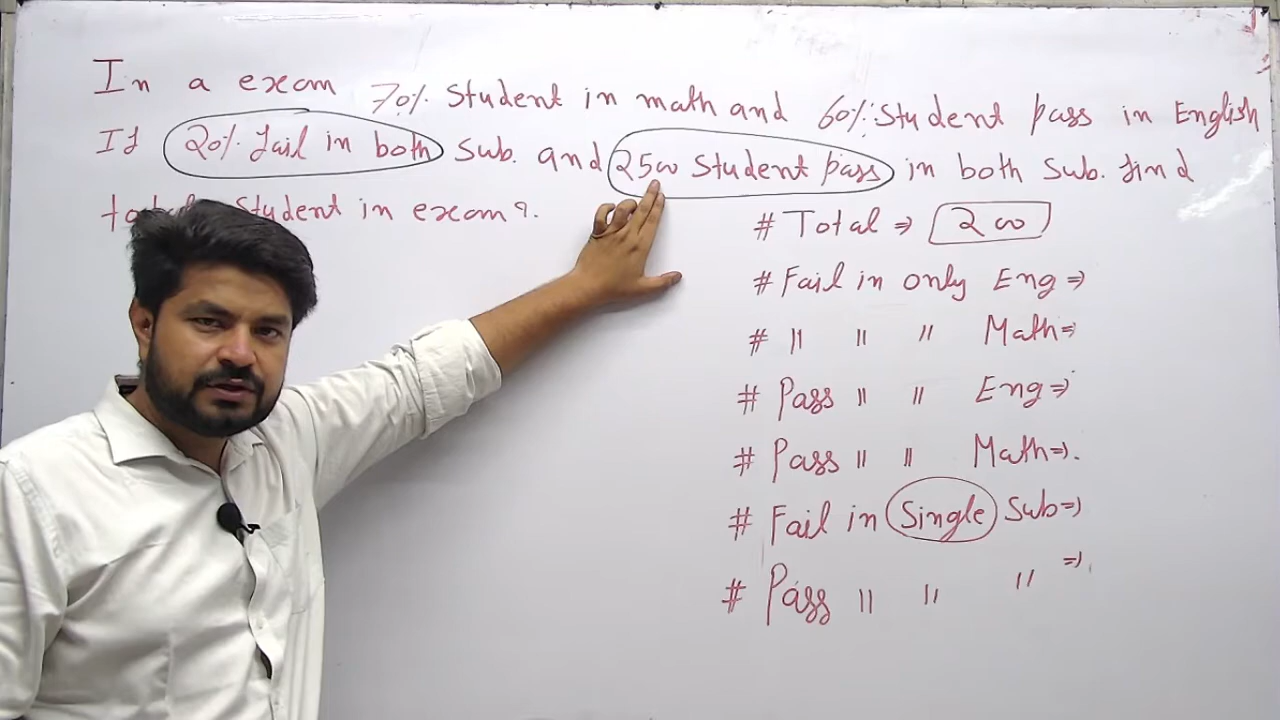 In a exam 70% Student in math and 60% Student pass in English
If 20% fail in both sub. and 2500 Student pass in both sub. find
total Student in exam?.
# Total ⇒ 200
# Fail in only Eng ⇒
# 〃 〃 〃 Math ⇒
# Pass 〃 〃 Eng ⇒
# Pass 〃 〃 Math ⇒.
# Fail in Single Sub ⇒
# Pass 〃 〃 〃 ⇒